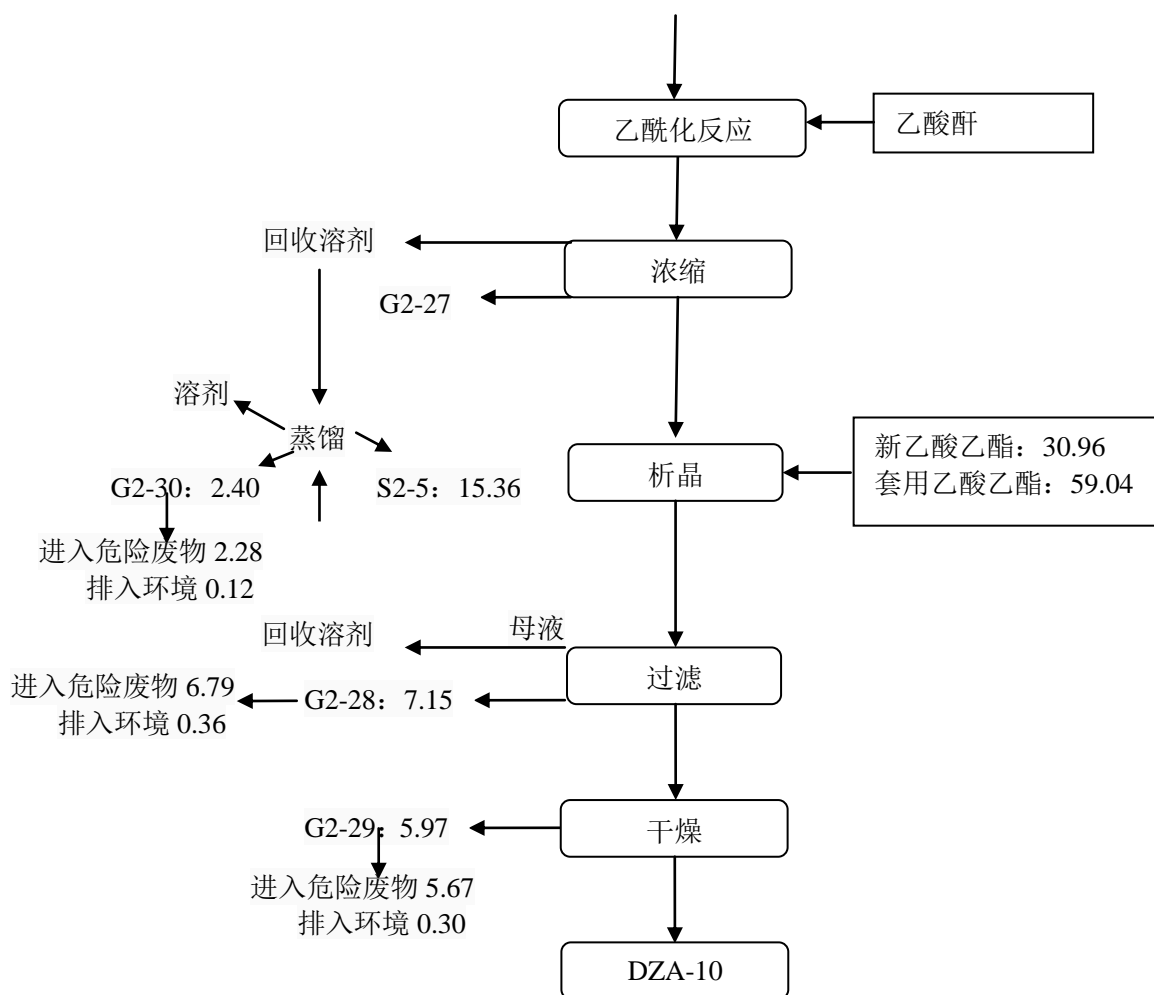 乙酰化反应
乙酸酐
回收溶剂
浓缩
G2-27
溶剂
蒸馏
新乙酸乙酯：30.96
套用乙酸乙酯：59.04
析晶
G2-30：2.40
S2-5：15.36
进入危险废物 2.28
排入环境 0.12
回收溶剂
母液
过滤
进入危险废物 6.79
排入环境 0.36
G2-28：7.15
干燥
G2-29：5.97
进入危险废物 5.67
排入环境 0.30
DZA-10